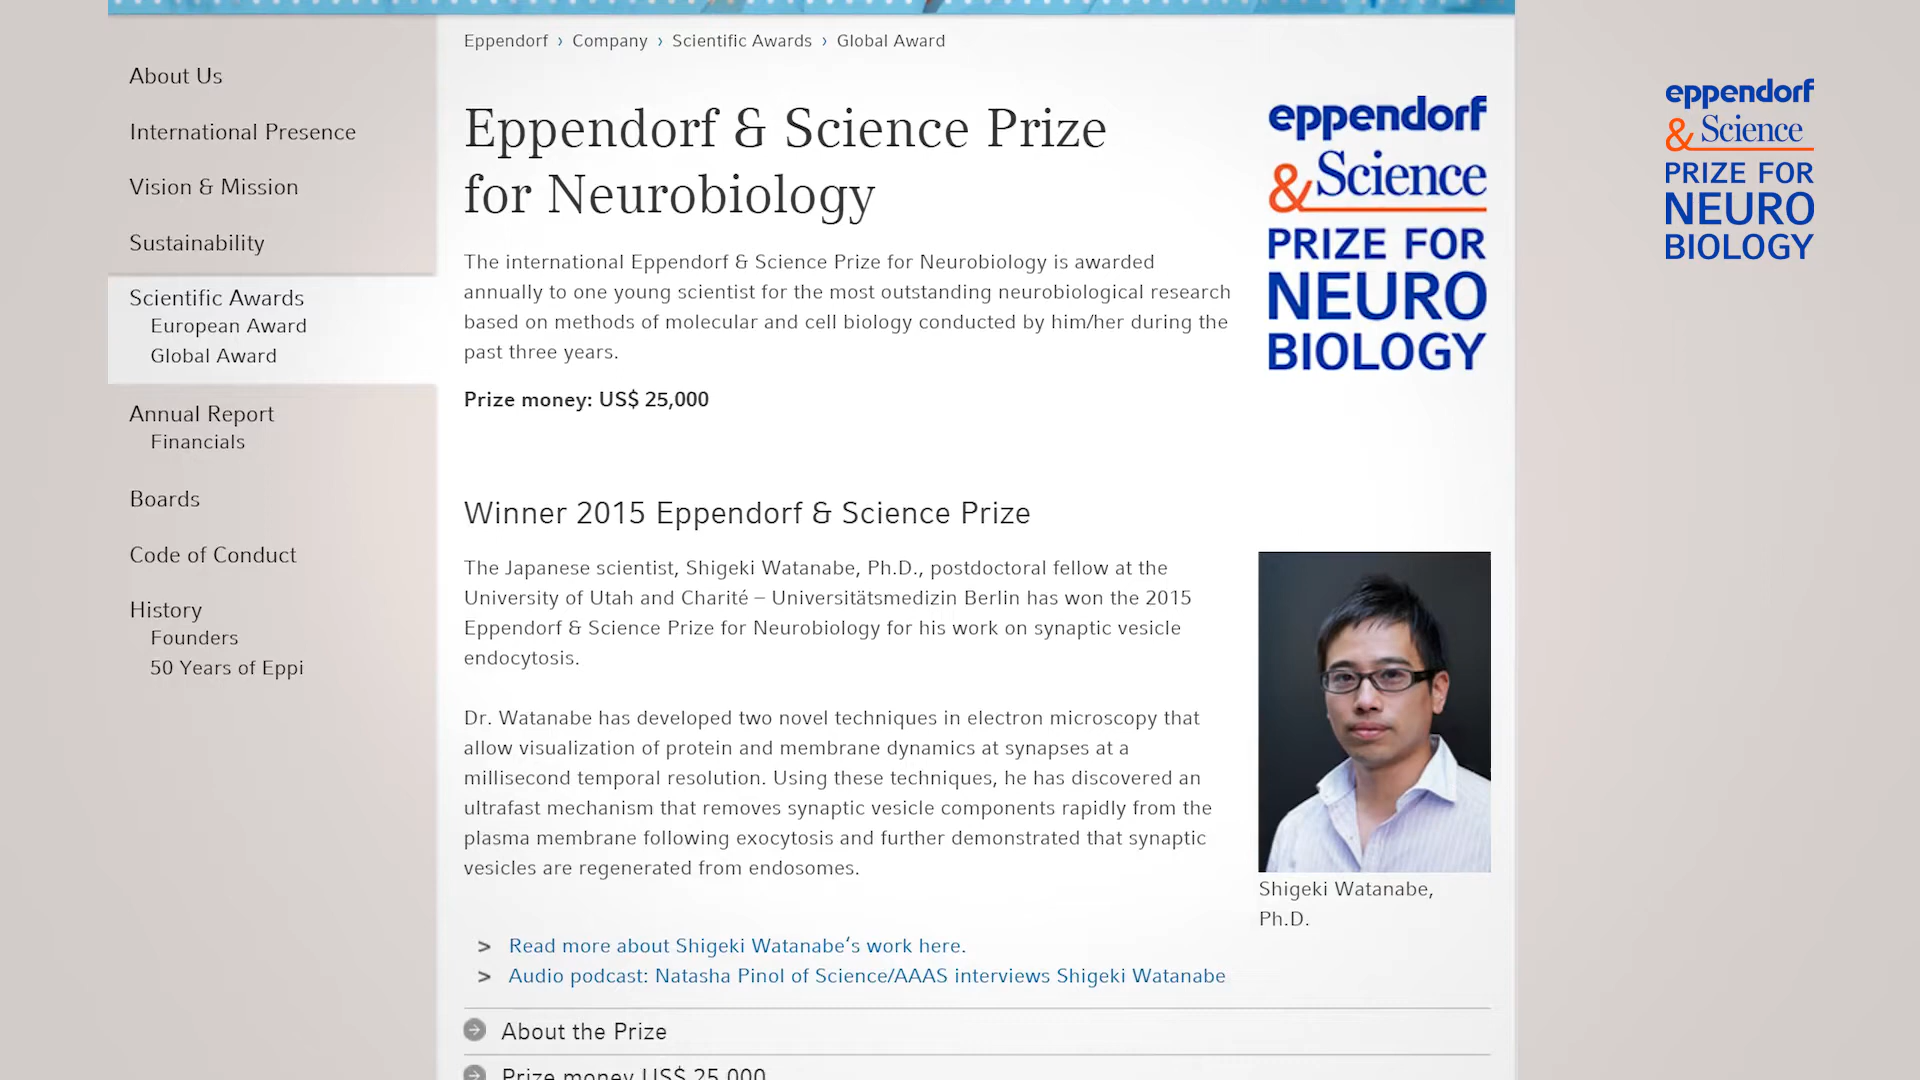 Eppendorf › Company › Scientific Awards › Global Award
About Us
International Presence
Vision & Mission
Sustainability
Scientific Awards
European Award
Global Award
Annual Report
Financials
Boards
Code of Conduct
History
Founders
50 Years of Eppi
Eppendorf & Science Prize
for Neurobiology
The international Eppendorf & Science Prize for Neurobiology is awarded
annually to one young scientist for the most outstanding neurobiological research
based on methods of molecular and cell biology conducted by him/her during the
past three years.
Prize money: US$ 25,000
eppendorf
&Science
PRIZE FOR
NEURO
BIOLOGY
Winner 2015 Eppendorf & Science Prize
The Japanese scientist, Shigeki Watanabe, Ph.D., postdoctoral fellow at the
University of Utah and Charité – Universitätsmedizin Berlin has won the 2015
Eppendorf & Science Prize for Neurobiology for his work on synaptic vesicle
endocytosis.
Dr. Watanabe has developed two novel techniques in electron microscopy that
allow visualization of protein and membrane dynamics at synapses at a
millisecond temporal resolution. Using these techniques, he has discovered an
ultrafast mechanism that removes synaptic vesicle components rapidly from the
plasma membrane following exocytosis and further demonstrated that synaptic
vesicles are regenerated from endosomes.
Shigeki Watanabe,
Ph.D.
> Read more about Shigeki Watanabe‘s work here.
> Audio podcast: Natasha Pinol of Science/AAAS interviews Shigeki Watanabe
About the Prize
Prize money US$ 25,000
eppendorf
&Science
PRIZE FOR
NEURO
BIOLOGY